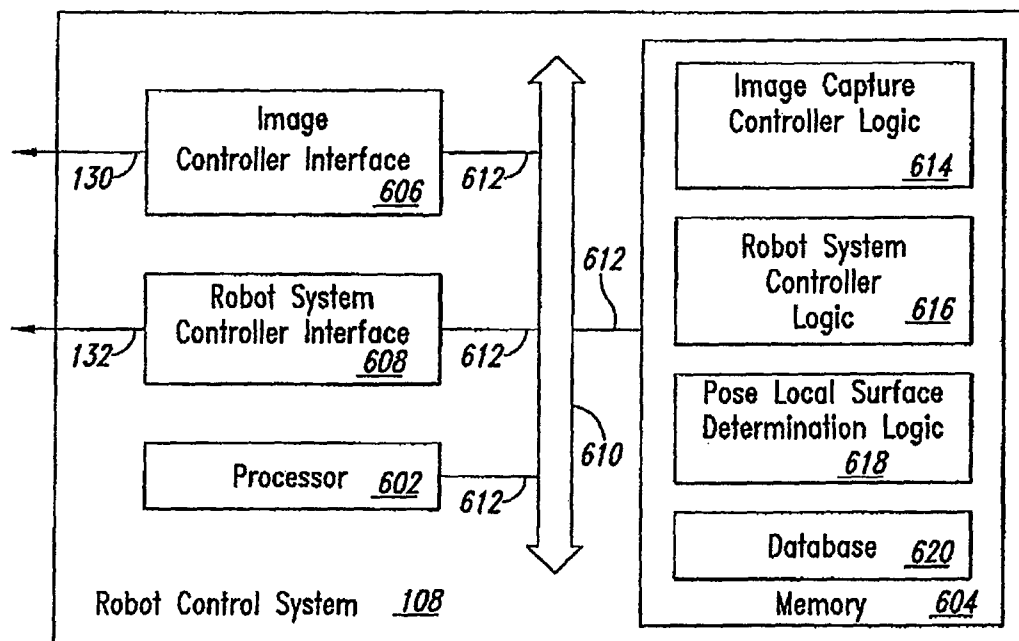 Image
Controller Interface
606
130
612
Robot System
Controller Interface
608
132
612
Processor 602
612
610
612
Image Capture
Controller Logic
614
Robot System
Controller
Logic 616
Pose Local Surface
Determination Logic
618
Database 620
Memory 604
Robot Control System 108